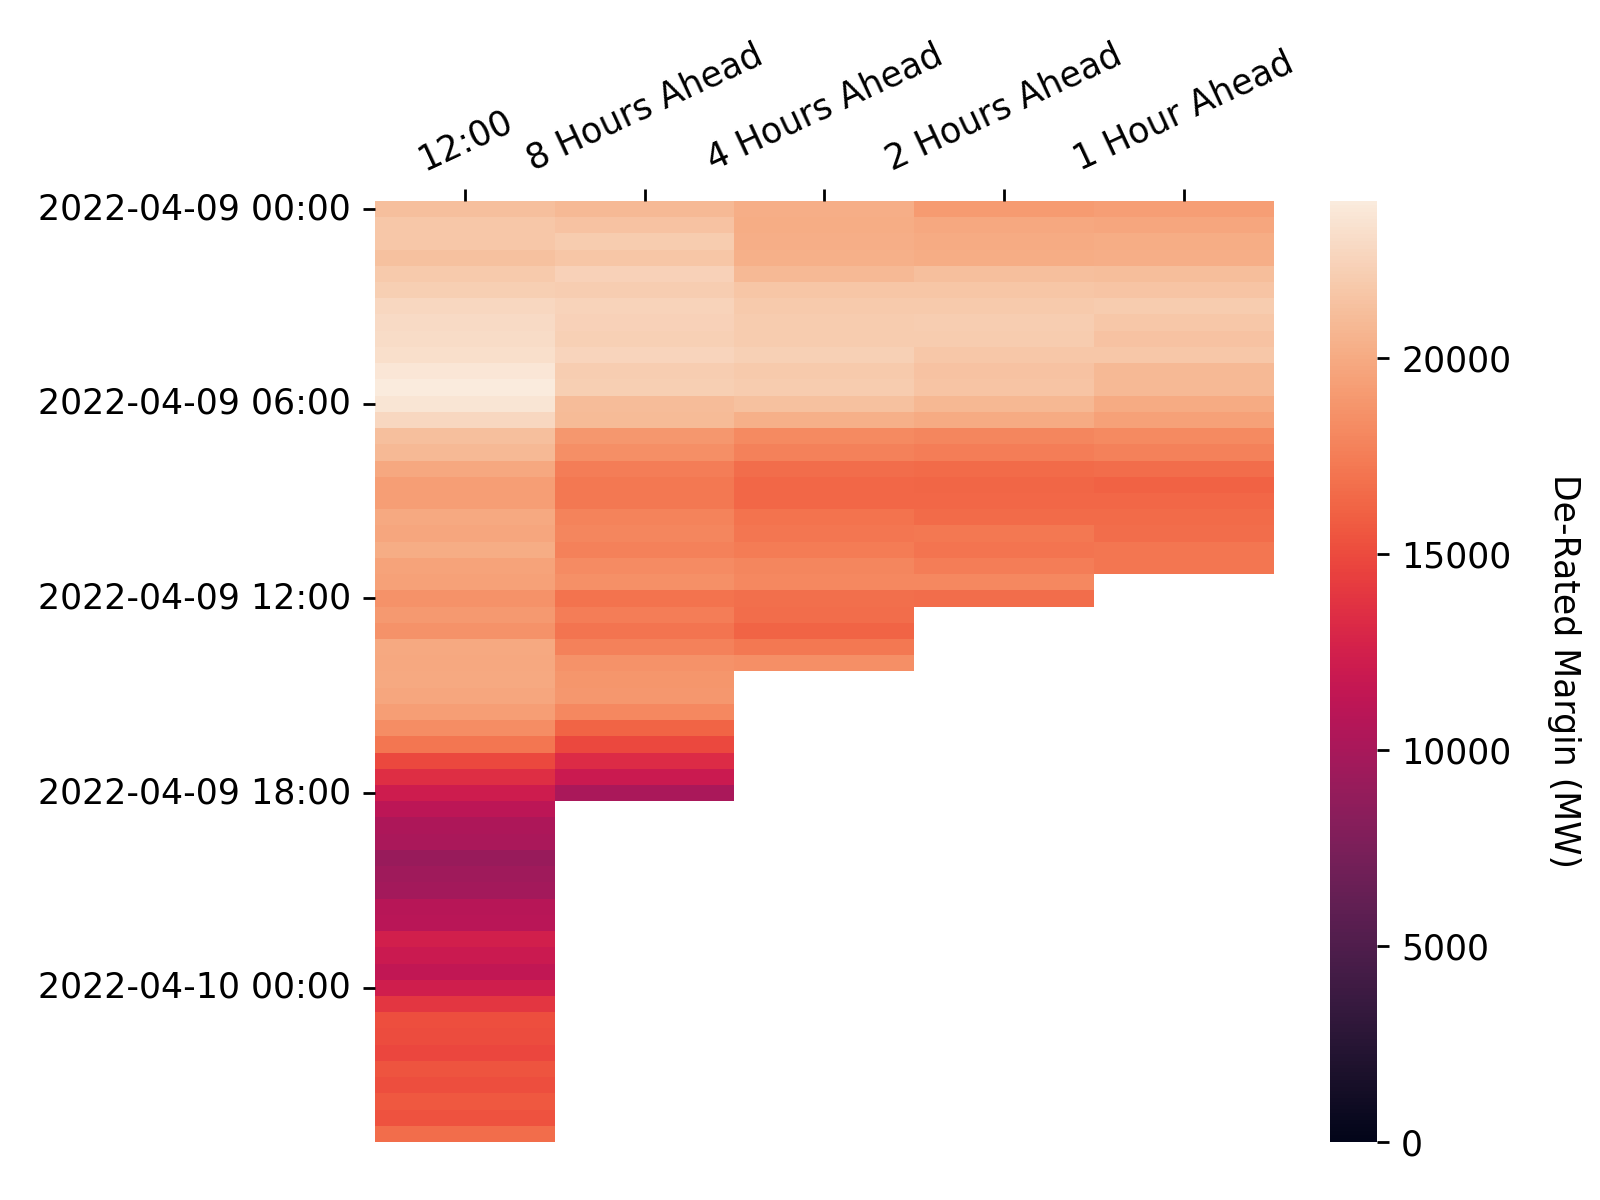 12:00
8 Hours Ahead
4 Hours Ahead
2 Hours Ahead
1 Hour Ahead
2022-04-09 00:00
2022-04-09 06:00
2022-04-09 12:00
2022-04-09 18:00
2022-04-10 00:00
20000
15000
10000
5000
0
De-Rated Margin (MW)